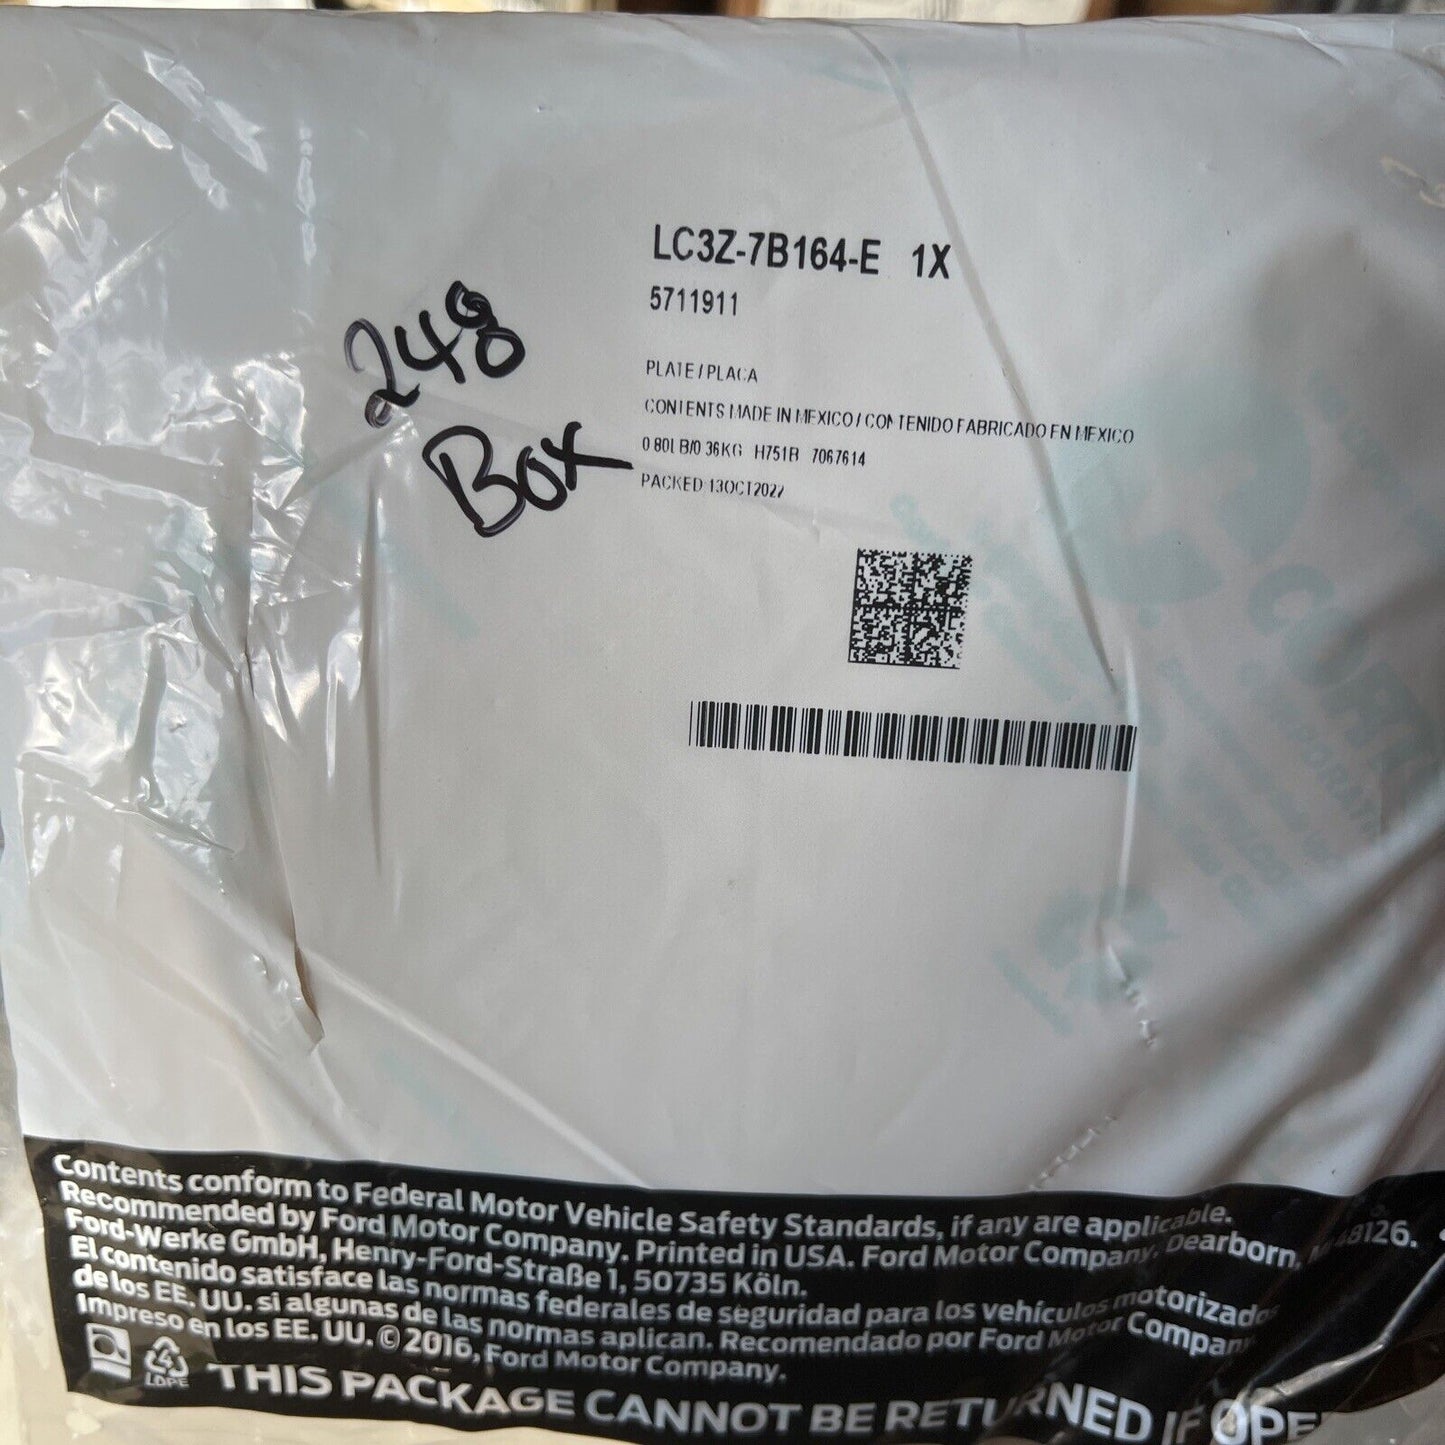 LC3Z-7B164-E 1X
5711911
248
Box
PLATE / PLACA
CONTENTS MADE IN MEXICO / CONTENIDO FABRICADO EN MEXICO
0.80LB/0.36KG H751B 7067614
PACKED:13OCT2022
Contents conform to Federal Motor Vehicle Safety Standards, if any are applicable.
Recommended by Ford Motor Company. Printed in USA. Ford Motor Company, Dearborn, MI 48126.
Ford-Werke GmbH, Henry-Ford-Straße 1, 50735 Köln.
El contenido satisface las normas federales de seguridad para los vehículos motorizados
de los EE. UU. si algunas de las normas aplican. Recomendado por Ford Motor Company
Impreso en los EE. UU. © 2016, Ford Motor Company.
4
LDPE
THIS PACKAGE CANNOT BE RETURNED IF OPE